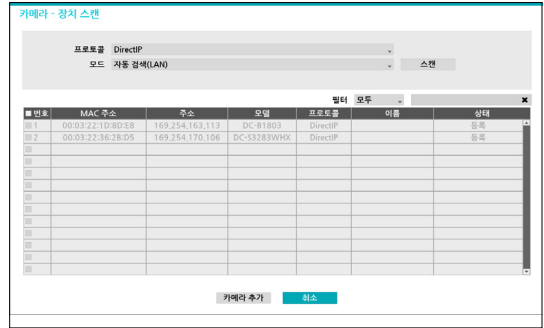 카메라 - 장치 스캔
프로토콜 DirectIP
모드 자동 검색(LAN) 스캔
필터 모두
번호 MAC 주소 주소 모델 프로토콜 이름 상태
1 00:03:22:1D:8D:E8 169,254,163,113 DC-B1803 DirectIP 등록
2 00:03:22:36:28:D5 169,254,170,106 DC-S3283WHX DirectIP 등록
카메라 추가 취소